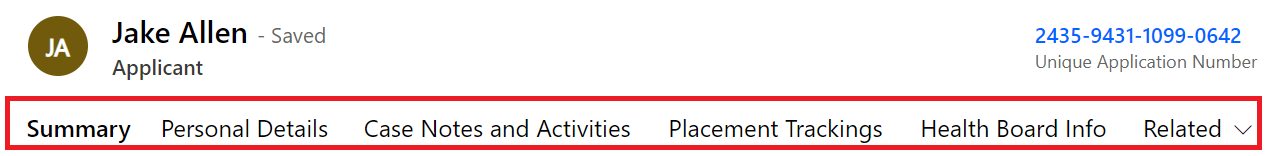 JA
Jake Allen - Saved
Applicant
2435-9431-1099-0642
Unique Application Number
Summary Personal Details Case Notes and Activities Placement Trackings Health Board Info Related